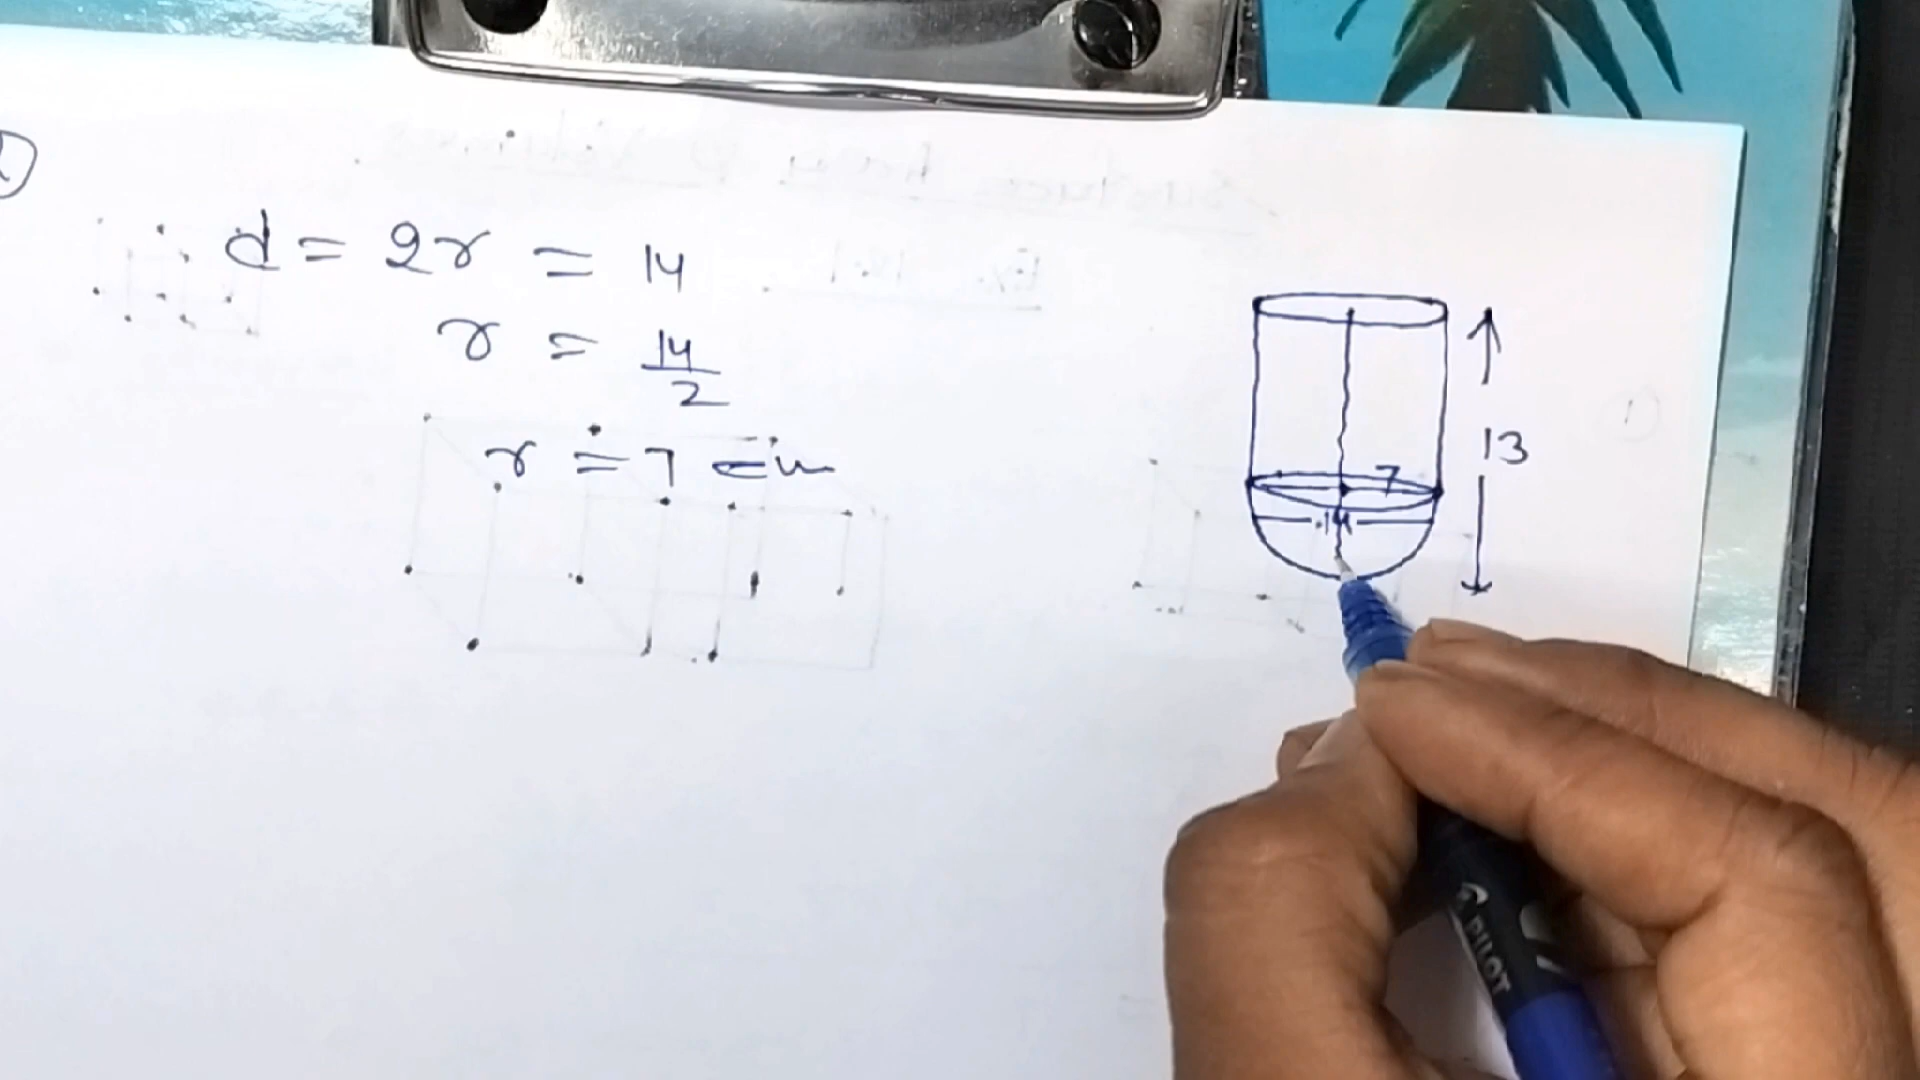 d = 2r = 14
r = 14/2
r = 7 cm
13
7
14
PILOT